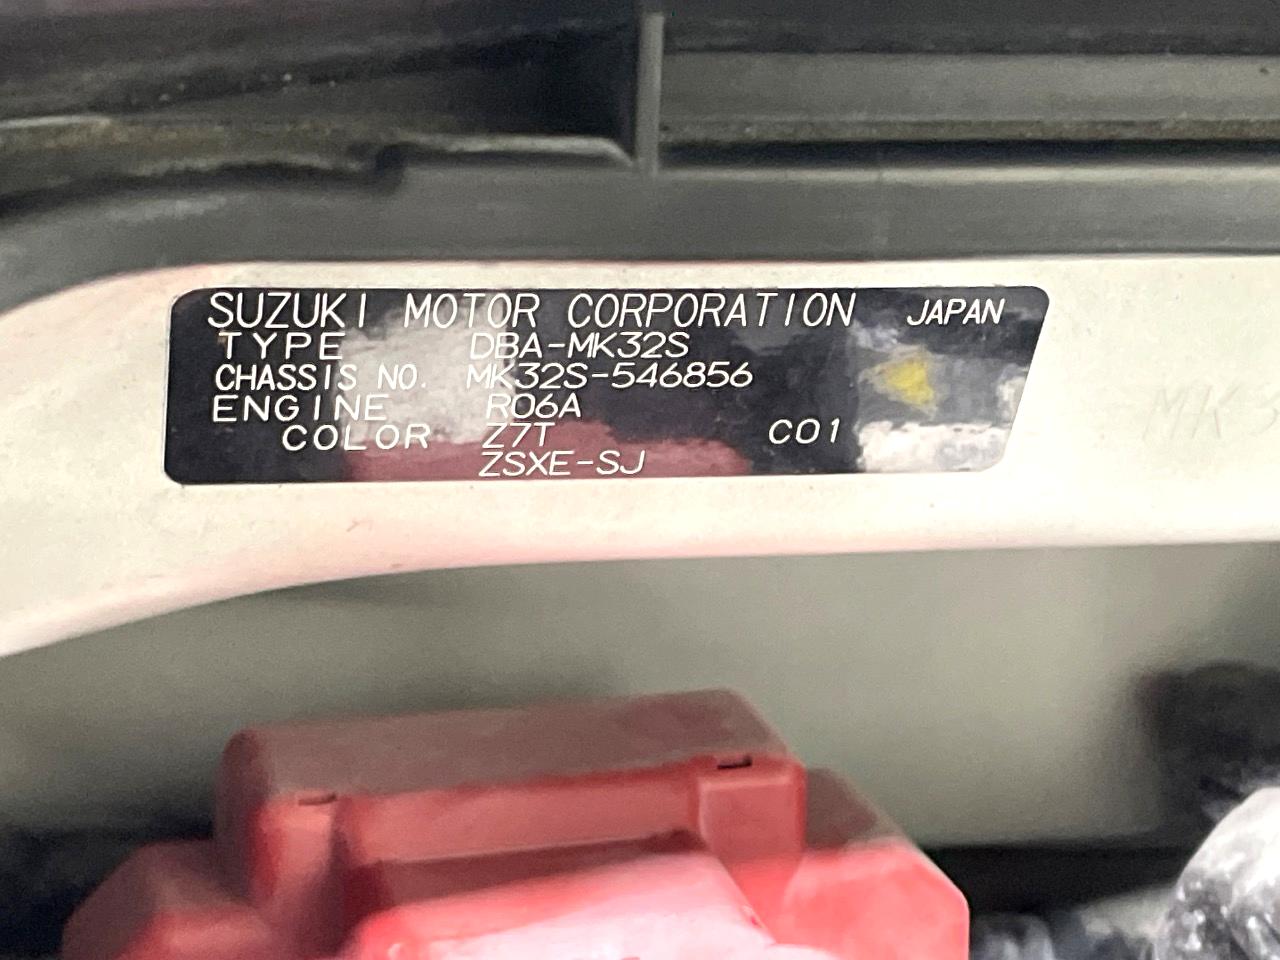 SUZUKI MOTOR CORPORATION JAPAN
TYPE DBA-MK32S
CHASSIS NO. MK32S-546856
ENGINE R06A
COLOR Z7T C01
ZSXE-SJ